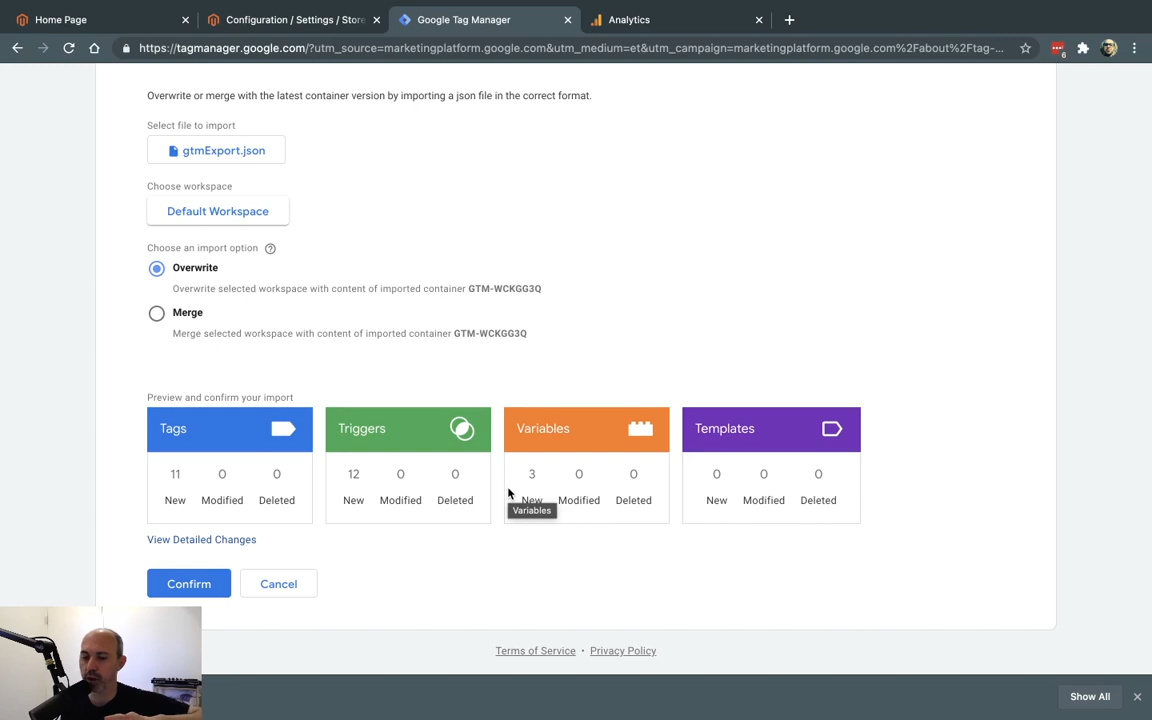 Home Page
Configuration / Settings / Store
Google Tag Manager
Analytics
https://tagmanager.google.com/?utm_source=marketingplatform.google.com&utm_medium=et&utm_campaign=marketingplatform.google.com%2Fabout%2Ftag-...
6
Overwrite or merge with the latest container version by importing a json file in the correct format.
Select file to import
gtmExport.json
Choose workspace
Default Workspace
Choose an import option ?
Overwrite
Overwrite selected workspace with content of imported container GTM-WCKGG3Q
Merge
Merge selected workspace with content of imported container GTM-WCKGG3Q
Preview and confirm your import
Tags Triggers Variables Templates
11 0 0 12 0 0 3 0 0 0 0 0
New Modified Deleted New Modified Deleted New Modified Deleted New Modified Deleted
Variables
View Detailed Changes
Confirm Cancel
Terms of Service • Privacy Policy
Show All